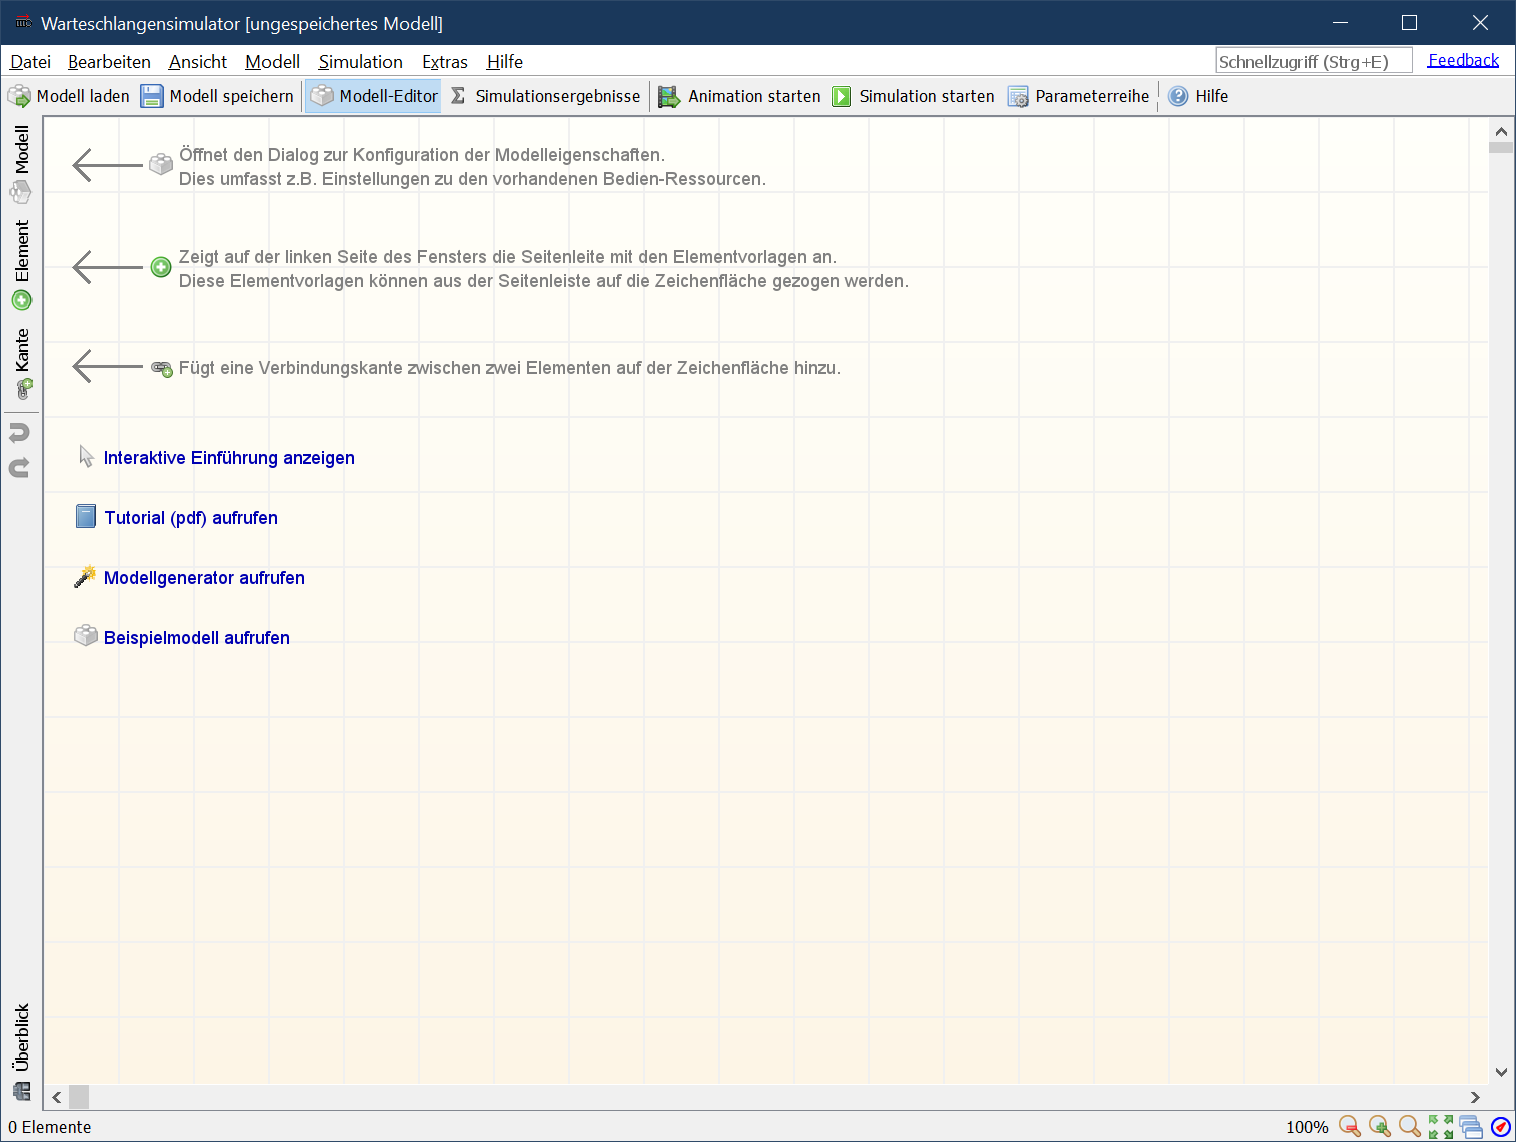 Warteschlangensimulator [ungespeichertes Modell]
Datei Bearbeiten Ansicht Modell Simulation Extras Hilfe Schnellzugriff (Strg+E) Feedback
Modell laden Modell speichern Modell-Editor Σ Simulationsergebnisse Animation starten Simulation starten Parameterreihe Hilfe
Modell
Element
Kante
Überblick
Öffnet den Dialog zur Konfiguration der Modelleigenschaften.
Dies umfasst z.B. Einstellungen zu den vorhandenen Bedien-Ressourcen.
Zeigt auf der linken Seite des Fensters die Seitenleite mit den Elementvorlagen an.
Diese Elementvorlagen können aus der Seitenleiste auf die Zeichenfläche gezogen werden.
Fügt eine Verbindungskante zwischen zwei Elementen auf der Zeichenfläche hinzu.
Interaktive Einführung anzeigen
Tutorial (pdf) aufrufen
Modellgenerator aufrufen
Beispielmodell aufrufen
0 Elemente 100%